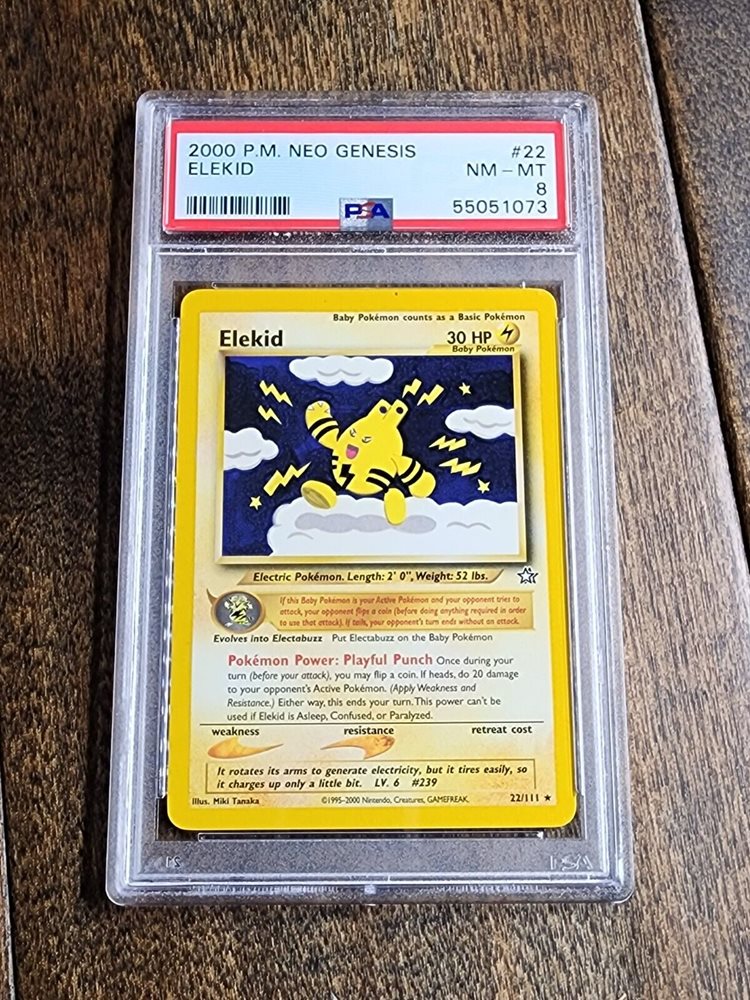 2000 P.M. NEO GENESIS #22
ELEKID NM - MT
8
PSA 55051073
Baby Pokémon counts as a Basic Pokémon
Elekid 30 HP
Baby Pokémon
Electric Pokémon. Length: 2' 0", Weight: 52 lbs.
If this Baby Pokémon is your Active Pokémon and your opponent tries to
attack, your opponent flips a coin (before doing anything required in order
to use that attack). If tails, your opponent's turn ends without an attack.
Evolves into Electabuzz Put Electabuzz on the Baby Pokémon
Pokémon Power: Playful Punch Once during your
turn (before your attack), you may flip a coin. If heads, do 20 damage
to your opponent's Active Pokémon. (Apply Weakness and
Resistance.) Either way, this ends your turn. This power can't be
used if Elekid is Asleep, Confused, or Paralyzed.
weakness resistance retreat cost
It rotates its arms to generate electricity, but it tires easily, so
it charges up only a little bit. LV. 6 #239
Illus. Miki Tanaka ©1995-2000 Nintendo, Creatures, GAMEFREAK. 22/111 ★